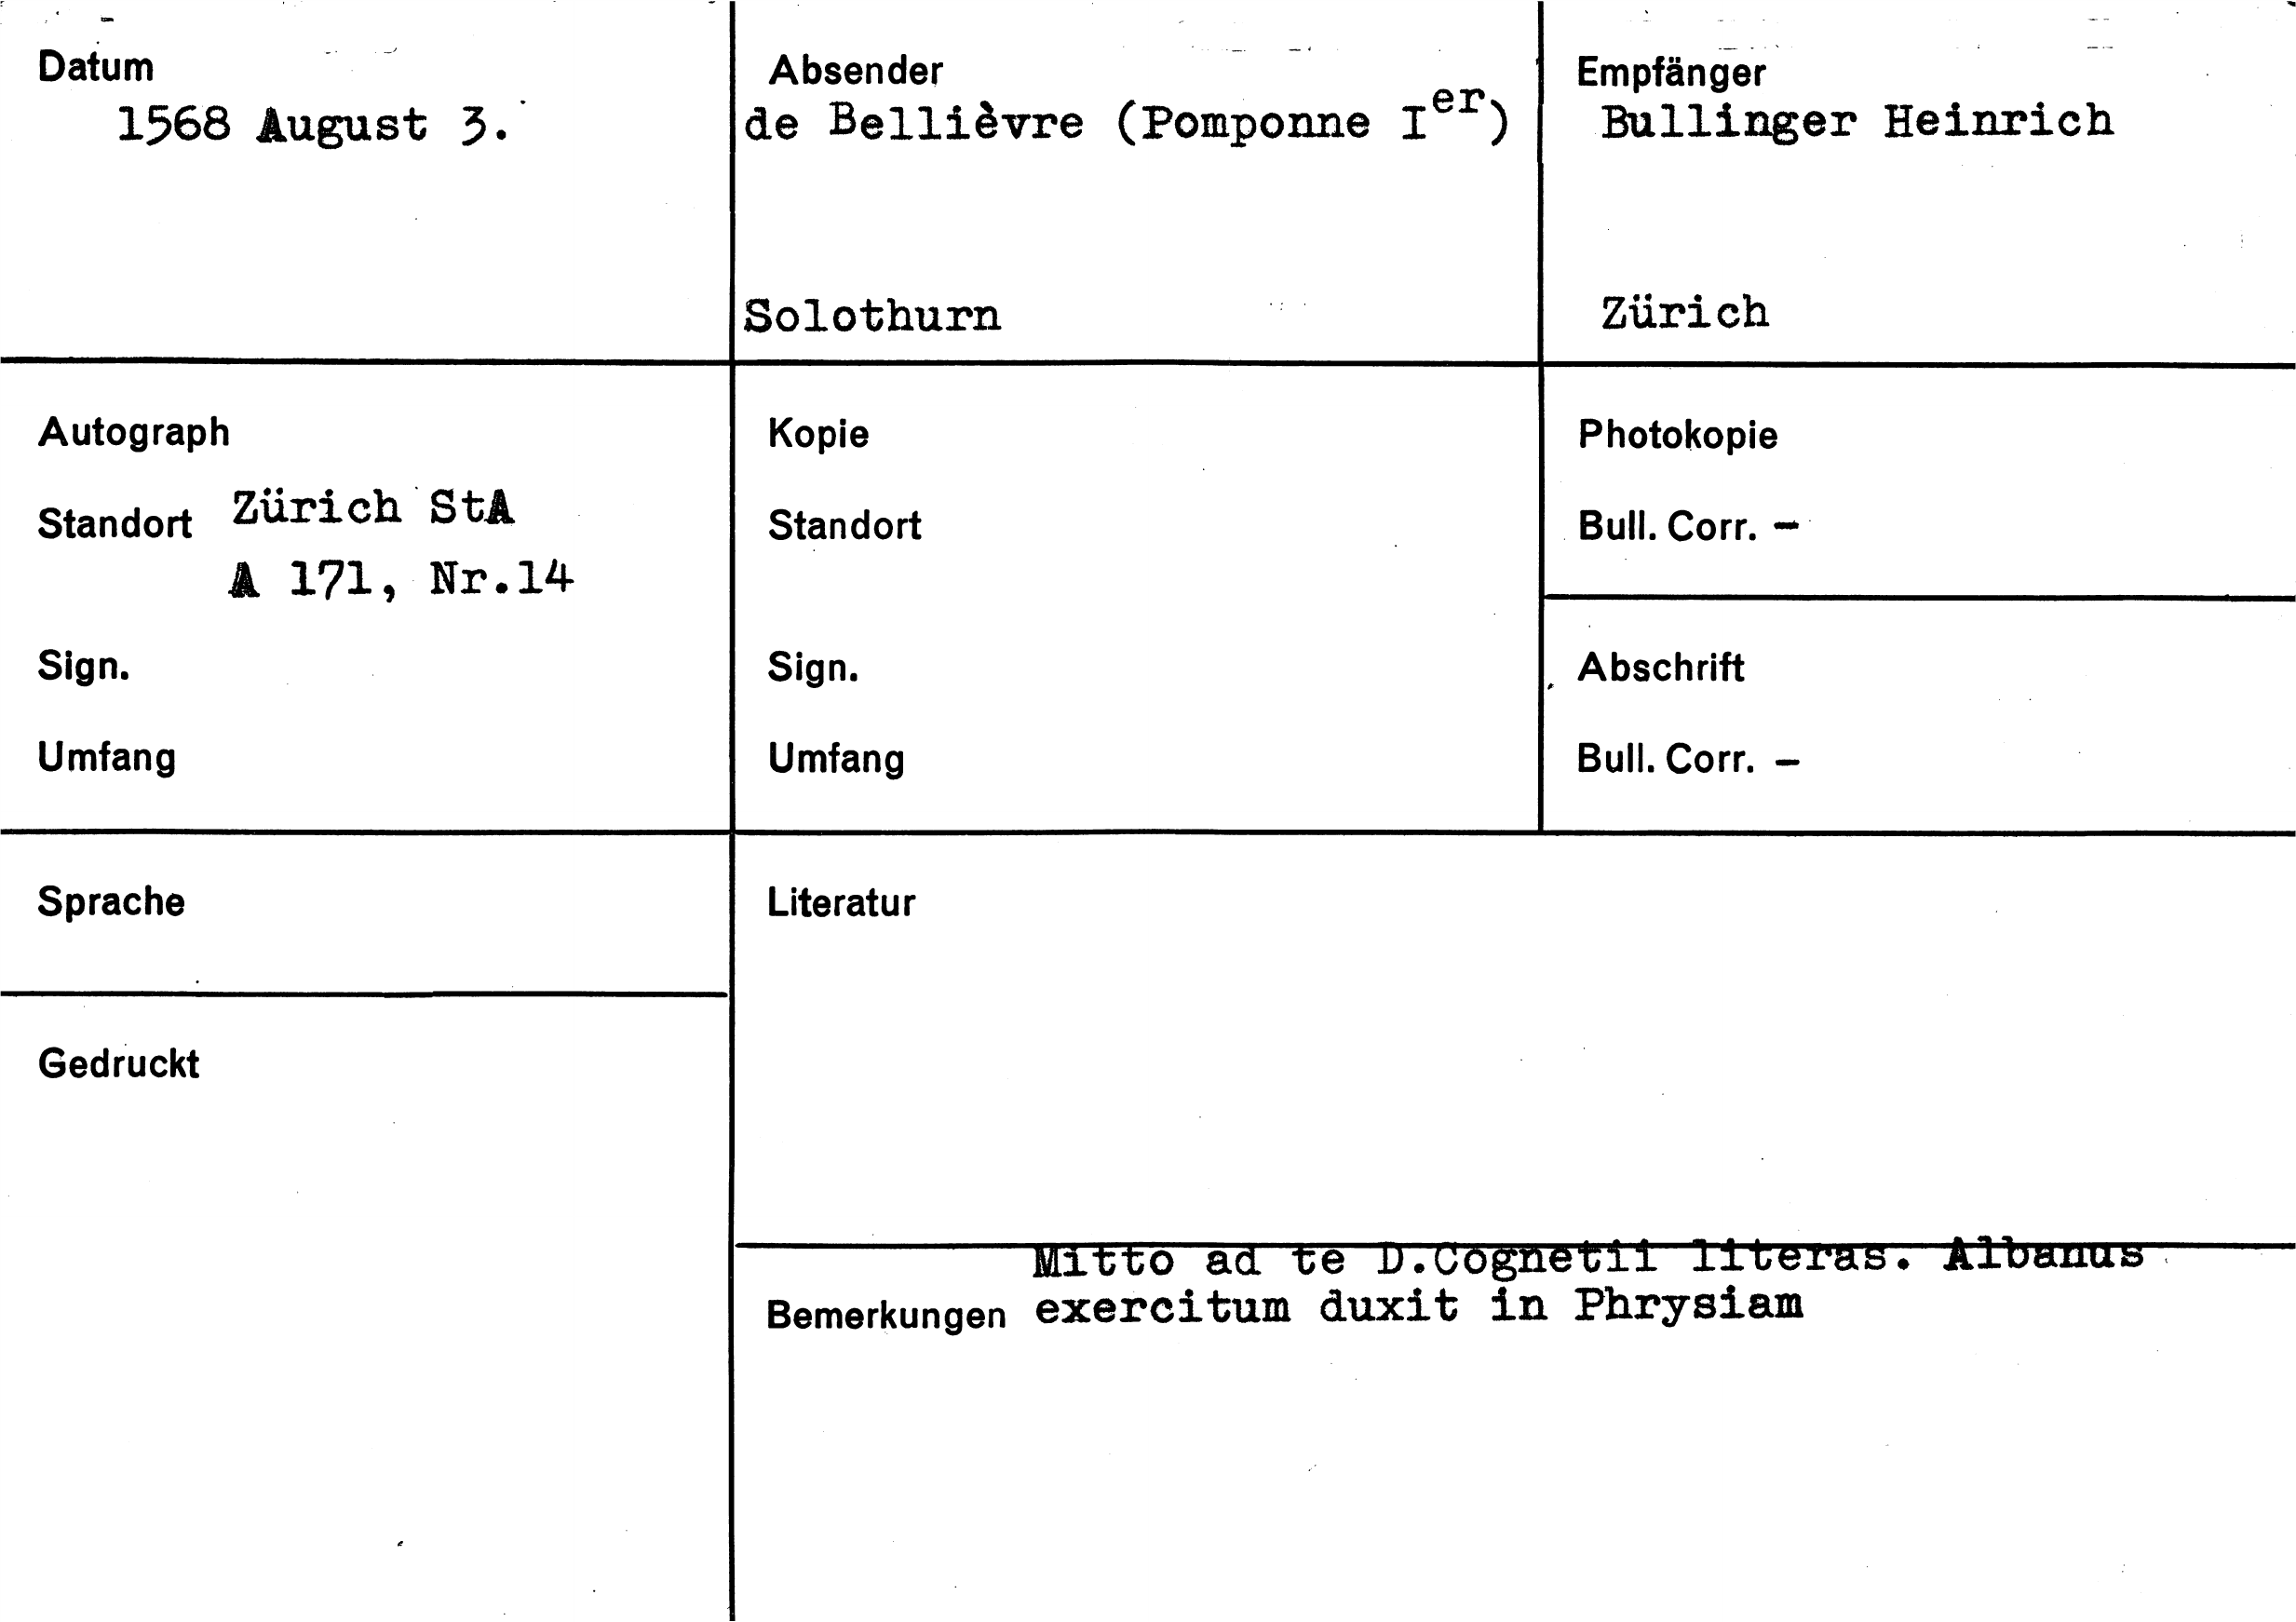 Datum
1568 August 3.
Absender
de Bellièvre (Pomponne Ier)
Solothurn
Empfänger
Bullinger Heinrich
Zürich
Autograph
Standort Zürich StA
A 171, Nr.14
Sign.
Umfang
Kopie
Standort
Sign.
Umfang
Photokopie
Bull. Corr. –
Abschrift
Bull. Corr. –
Sprache
Gedruckt
Literatur
Mitto ad te D.Cognetii literas. Albanus
Bemerkungen exercitum duxit in Phrysiam